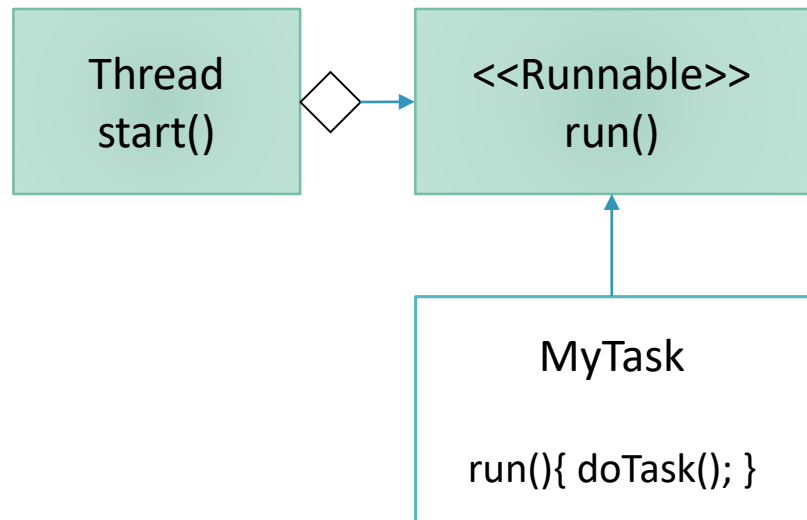 Thread
start()
<<Runnable>>
run()
MyTask
run(){ doTask(); }